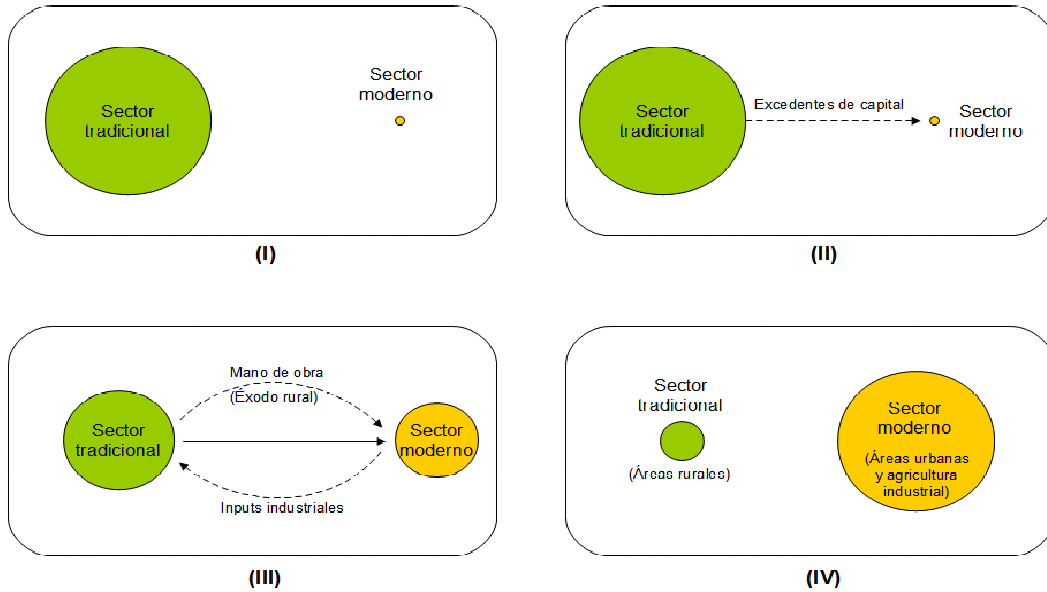 Sector
tradicional
Sector
moderno
(I)
Sector
tradicional
Excedentes de capital
Sector
moderno
(II)
Mano de obra
(Éxodo rural)
Sector
tradicional
Sector
moderno
Inputs industriales
(III)
Sector
tradicional
(Áreas rurales)
Sector
moderno
(Áreas urbanas
y agricultura
industrial)
(IV)